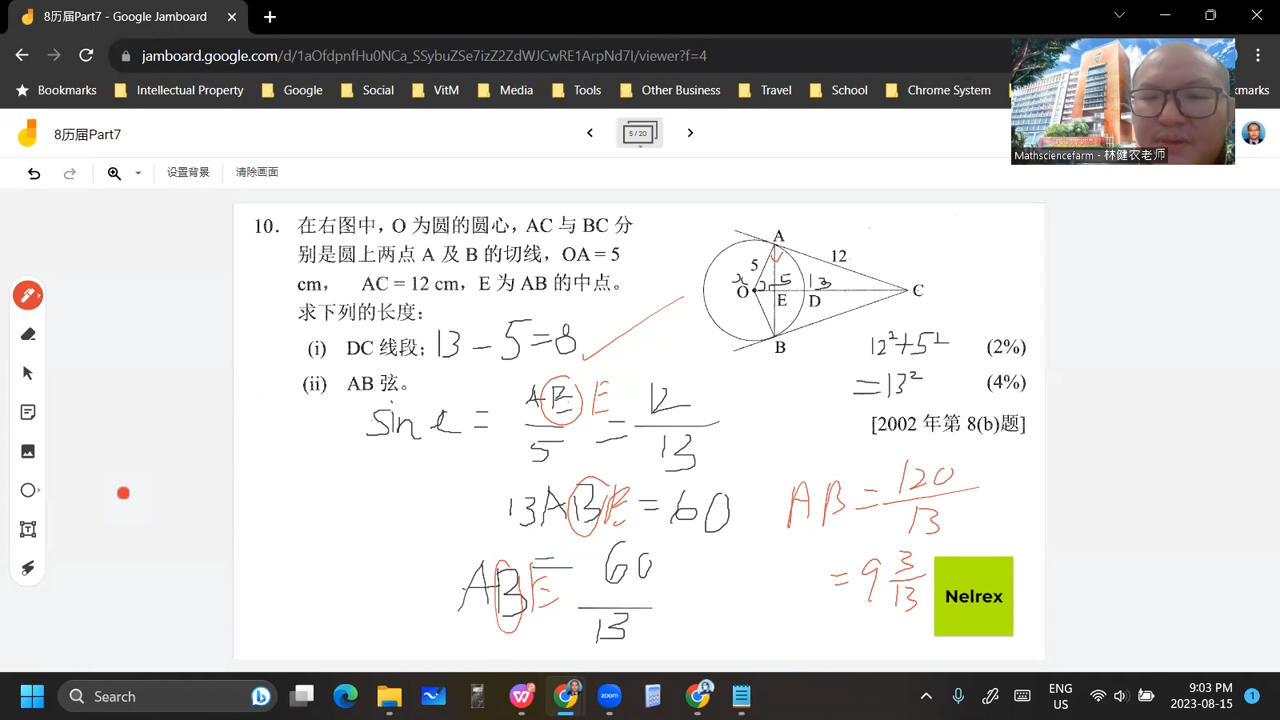 8历届Part7 - Google Jamboard
jamboard.google.com/d/1aOfdpnb
viewer?f=4
Bookmarks
Intellectual Property
Google
Social
VitM
Media
Tools
Other Business
Travel
School
Chrome System
kmarks
8历届Part7
5 / 20
设置背景
清除画面
Mathsciencefarm - 林健农老师
10. 在右图中，O 为圆的圆心，AC 与 BC 分
别是圆上两点 A 及 B 的切线，OA = 5
cm， AC = 12 cm，E 为 AB 的中点。
求下列的长度：
(i) DC 线段； 13 - 5 = 8 (2%)
(ii) AB 弦。 (4%)
[2002 年第 8(b)题]
A
5
12
O
5
13
E
D
C
B
12² + 5²
= 13²
AB E 12
5 = 13
13AB E = 60
AB E = 60
13
AB = 120
13
= 9 3
13
Nelrex
Search
ENG
US
9:03 PM
2023-08-15
1